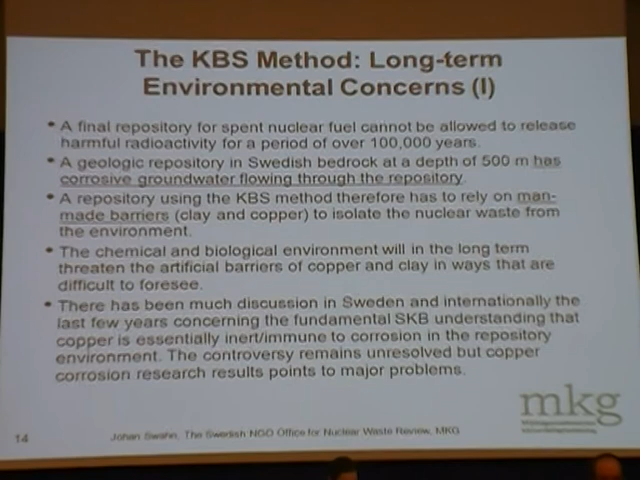 The KBS Method: Long-term
Environmental Concerns (I)
• A final repository for spent nuclear fuel cannot be allowed to release
harmful radioactivity for a period of over 100,000 years.
• A geologic repository in Swedish bedrock at a depth of 500 m has
corrosive groundwater flowing through the repository.
• A repository using the KBS method therefore has to rely on man-
made barriers (clay and copper) to isolate the nuclear waste from
the environment.
• The chemical and biological environment will in the long term
threaten the artificial barriers of copper and clay in ways that are
difficult to foresee.
• There has been much discussion in Sweden and internationally the
last few years concerning the fundamental SKB understanding that
copper is essentially inert/immune to corrosion in the repository
environment. The controversy remains unresolved but copper
corrosion research results points to major problems.
mkg
14
Johan Swahn, The Swedish NGO Office for Nuclear Waste Review, MKG